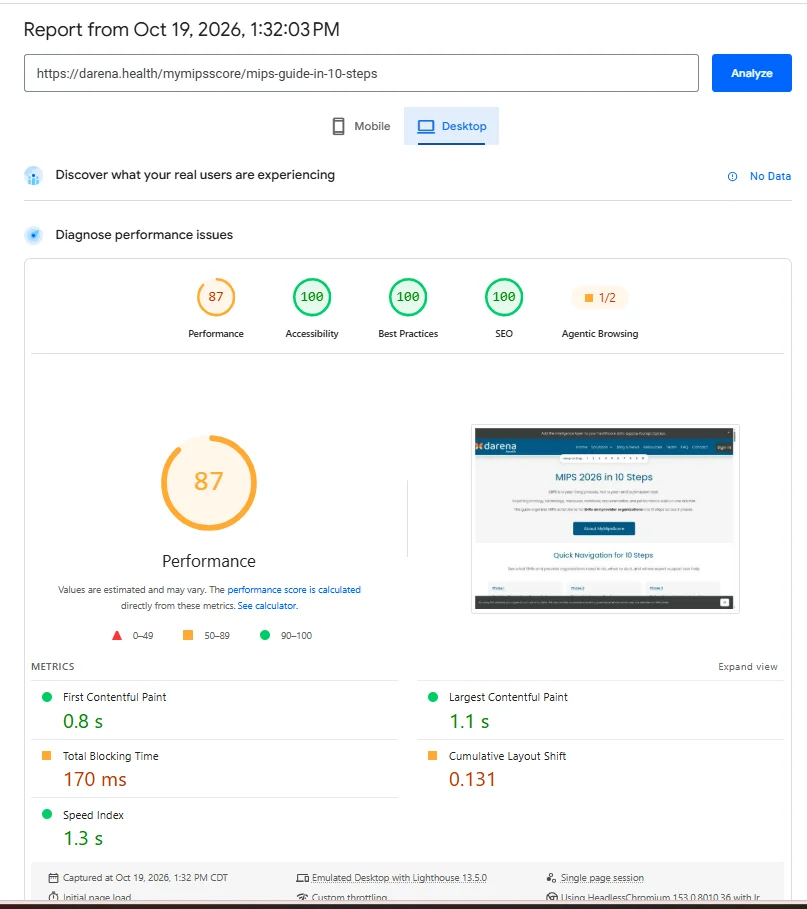 Report from Oct 19, 2026, 1:32:03 PM
https://darena.health/mymipsscore/mips-guide-in-10-steps
Analyze
Mobile
Desktop
Discover what your real users are experiencing
No Data
Diagnose performance issues
87
100
100
100
1/2
Performance
Accessibility
Best Practices
SEO
Agentic Browsing
87
Performance
Values are estimated and may vary. The performance score is calculated
directly from these metrics. See calculator.
0–49
50–89
90–100
darena
health
MIPS 2026 in 10 Steps
About MyMipsScore
Quick Navigation for 10 Steps
METRICS
Expand view
First Contentful Paint
0.8 s
Largest Contentful Paint
1.1 s
Total Blocking Time
170 ms
Cumulative Layout Shift
0.131
Speed Index
1.3 s
Captured at Oct 19, 2026, 1:32 PM CDT
Emulated Desktop with Lighthouse 13.5.0
Single page session
Initial page load
Custom throttling
Using HeadlessChromium 153.0.8010.36 with lr